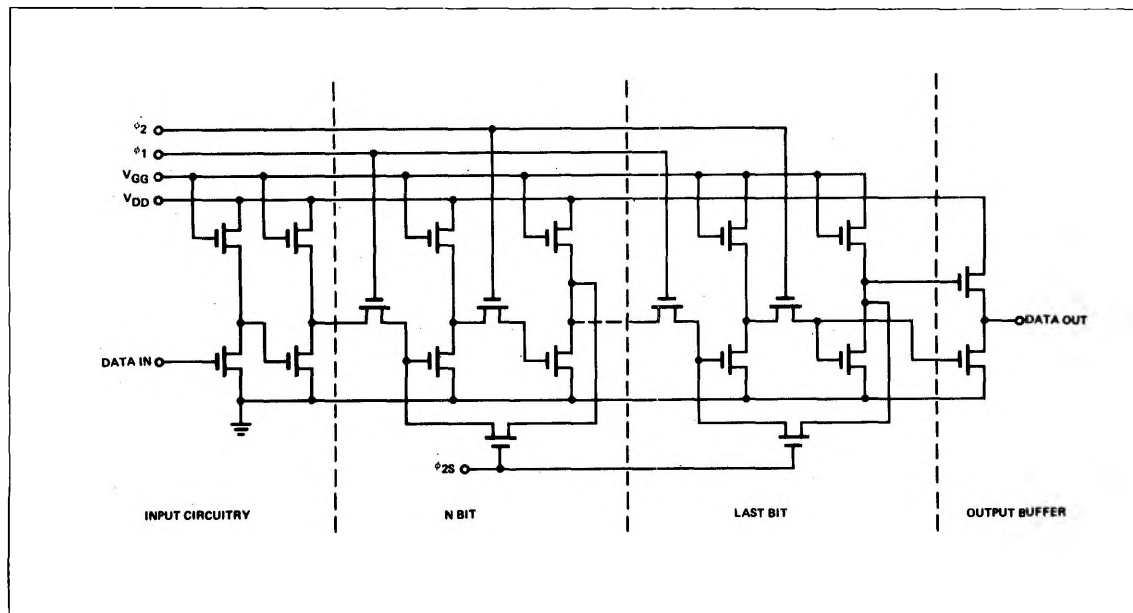 ϕ2
ϕ1
VGG
VDD
DATA IN
DATA OUT
ϕ2S
INPUT CIRCUITRY
N BIT
LAST BIT
OUTPUT BUFFER